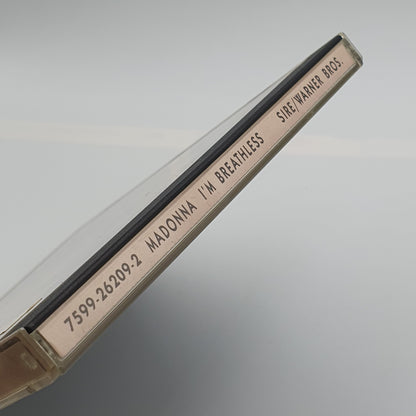 7599-26209-2 MADONNA I'M BREATHLESS SIRE/WARNER BROS.